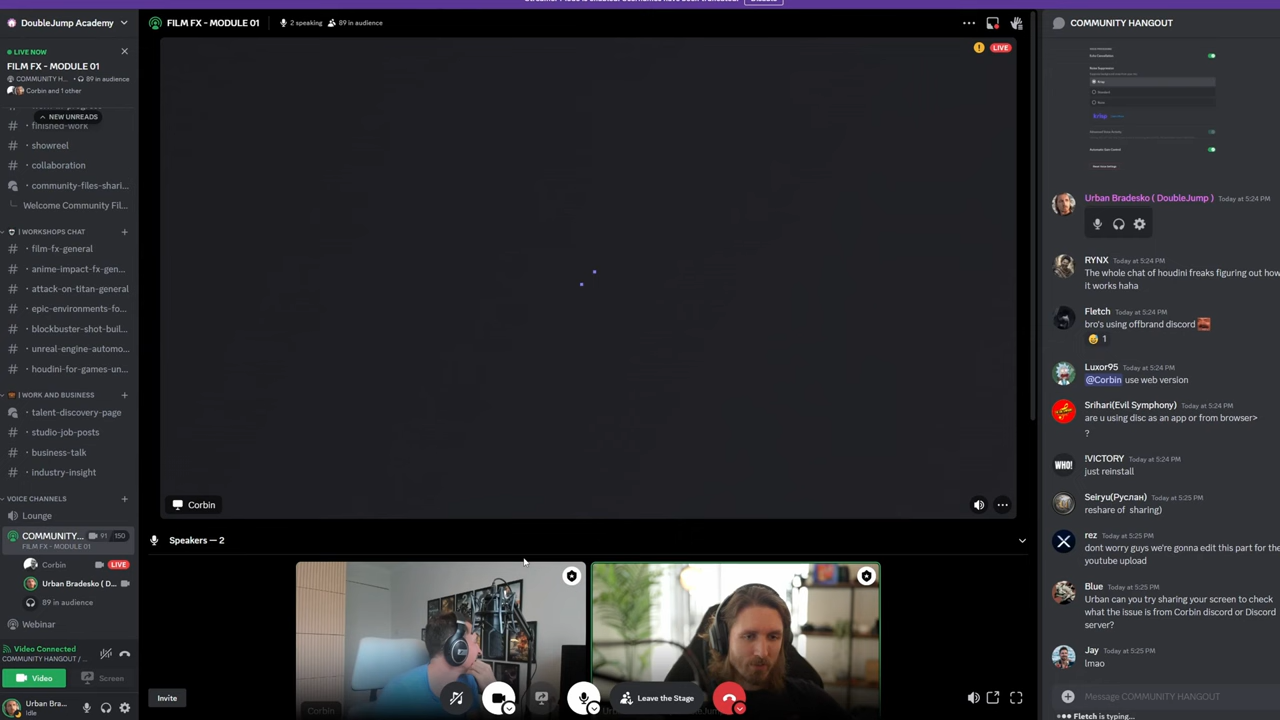 DoubleJump Academy
LIVE NOW
FILM FX - MODULE 01
COMMUNITY H...
89 in audience
Corbin and 1 other
NEW UNREADS
finished-work
# showreel
# collaboration
community-files-shari...
Welcome Community Fil...
| WORKSHOPS CHAT
# film-fx-general
# anime-impact-fx-gen...
# attack-on-titan-general
# epic-environments-fo...
# blockbuster-shot-buil...
# unreal-engine-automo...
# houdini-for-games-un...
| WORK AND BUSINESS
talent-discovery-page
# studio-job-posts
# business-talk
# industry-insight
VOICE CHANNELS
Lounge
COMMUNITY... 91 150
FILM FX - MODULE 01
Corbin LIVE
Urban Bradesko ( D...
89 in audience
Webinar
Video Connected
COMMUNITY HANGOUT / ...
Video
Screen
Urban Bra...
Idle
FILM FX - MODULE 01
2 speaking
89 in audience
LIVE
Corbin
Speakers — 2
Invite
Corbin
Leave the Stage
COMMUNITY HANGOUT
Urban Bradesko ( DoubleJump ) Today at 5:24 PM
RYNX Today at 5:24 PM
The whole chat of houdini freaks figuring out how
it works haha
Fletch Today at 5:24 PM
bro's using offbrand discord
1
Luxor95 Today at 5:24 PM
@Corbin use web version
Srihari(Evil Symphony) Today at 5:24 PM
are u using disc as an app or from browser>
?
!VICTORY Today at 5:24 PM
WHO!
just reinstall
Seiryu(Руслан) Today at 5:25 PM
reshare of sharing)
rez Today at 5:25 PM
dont worry guys we're gonna edit this part for the
youtube upload
Blue Today at 5:25 PM
Urban can you try sharing your screen to check
what the issue is from Corbin discord or Discord
server?
Jay Today at 5:25 PM
lmao
Message COMMUNITY HANGOUT
Fletch is typing...